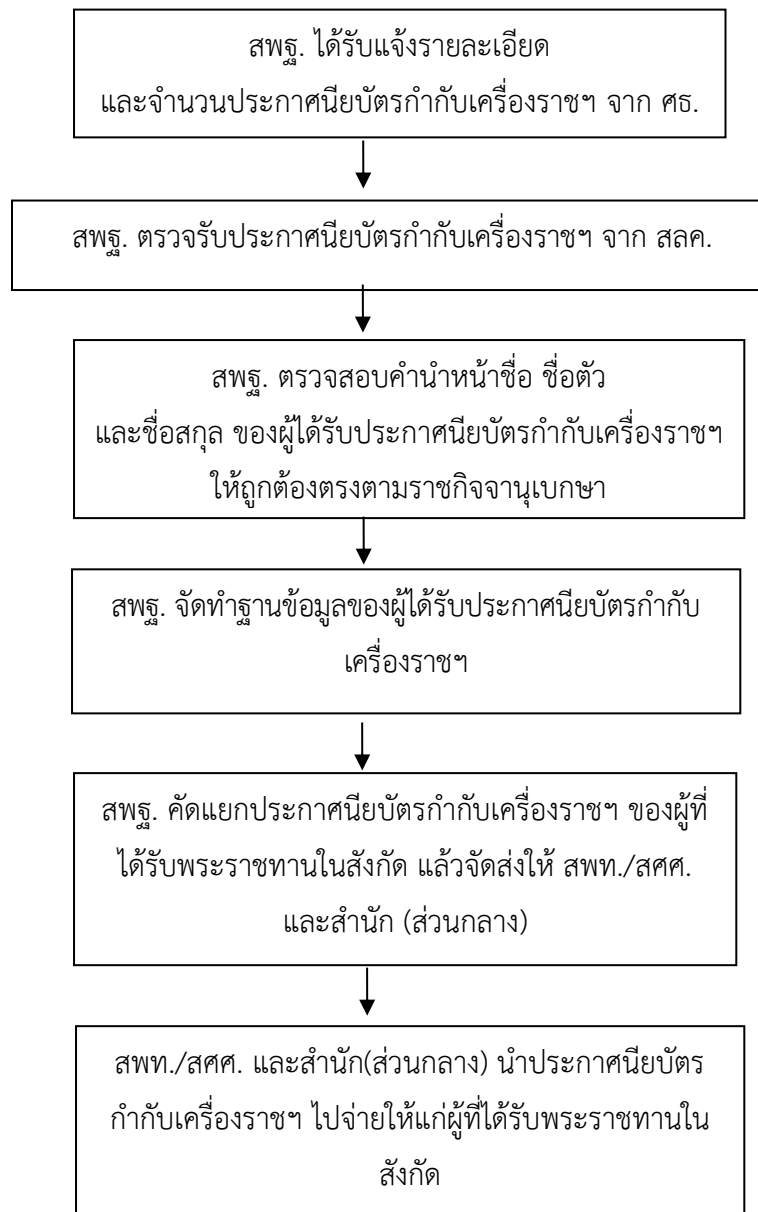 สพฐ. ได้รับแจ้งรายละเอียด
และจำนวนประกาศนียบัตรกำกับเครื่องราชฯ จาก ศธ.
สพฐ. ตรวจรับประกาศนียบัตรกำกับเครื่องราชฯ จาก สลค.
สพฐ. ตรวจสอบคำนำหน้าชื่อ ชื่อตัว
และชื่อสกุล ของผู้ได้รับประกาศนียบัตรกำกับเครื่องราชฯ
ให้ถูกต้องตรงตามราชกิจจานุเบกษา
สพฐ. จัดทำฐานข้อมูลของผู้ได้รับประกาศนียบัตรกำกับ
เครื่องราชฯ
สพฐ. คัดแยกประกาศนียบัตรกำกับเครื่องราชฯ ของผู้ที่
ได้รับพระราชทานในสังกัด แล้วจัดส่งให้ สพท./สศศ.
และสำนัก (ส่วนกลาง)
สพท./สศศ. และสำนัก(ส่วนกลาง) นำประกาศนียบัตร
กำกับเครื่องราชฯ ไปจ่ายให้แก่ผู้ที่ได้รับพระราชทานใน
สังกัด